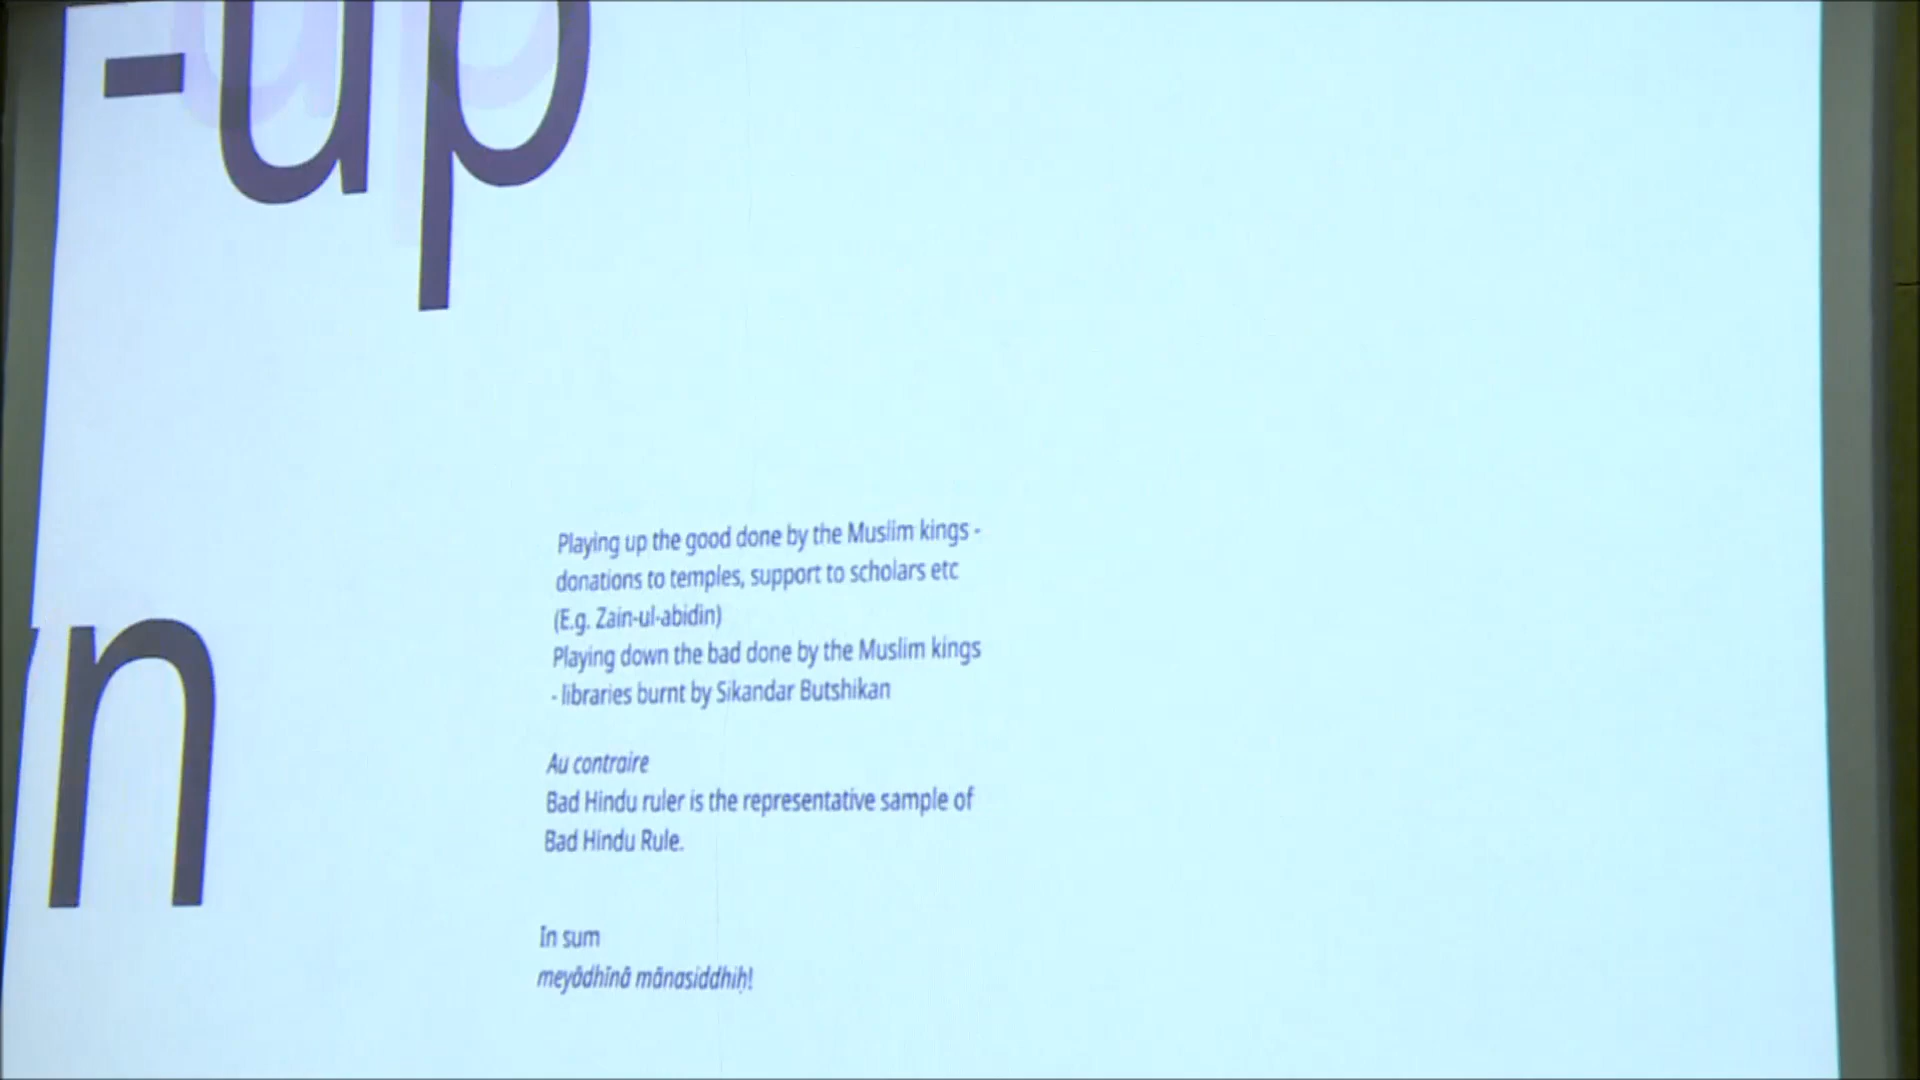 -up
n
Playing up the good done by the Muslim kings -
donations to temples, support to scholars etc
(E.g. Zain-ul-abidin)
Playing down the bad done by the Muslim kings
- libraries burnt by Sikandar Butshikan
Au contraire
Bad Hindu ruler is the representative sample of
Bad Hindu Rule.
In sum
meyādhīnā mānasiddhiḥ!